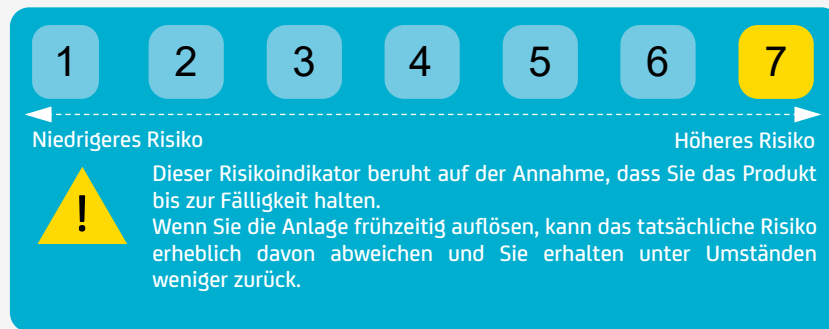 1 2 3 4 5 6 7
Niedrigeres Risiko Höheres Risiko
!
Dieser Risikoindikator beruht auf der Annahme, dass Sie das Produkt
bis zur Fälligkeit halten.
Wenn Sie die Anlage frühzeitig auflösen, kann das tatsächliche Risiko
erheblich davon abweichen und Sie erhalten unter Umständen
weniger zurück.